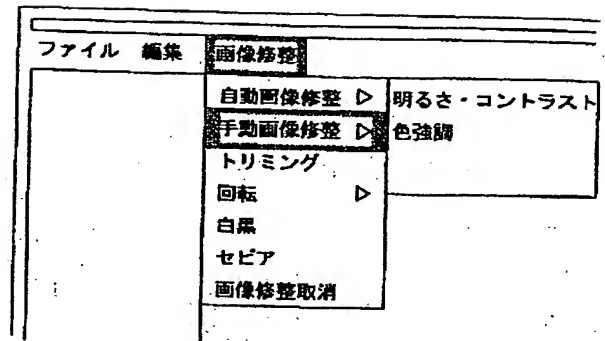 ファイル 編集 画像修整
自動画像修整 ▷ 明るさ・コントラスト
手動画像修整 ▷ 色強調
トリミング
回転 ▷
白黒
セピア
画像修整取消